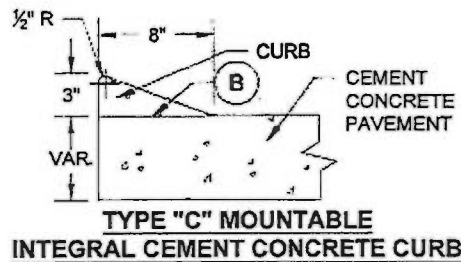 ½" R
8"
CURB
B
3"
CEMENT
CONCRETE
PAVEMENT
VAR.
TYPE "C" MOUNTABLE
INTEGRAL CEMENT CONCRETE CURB